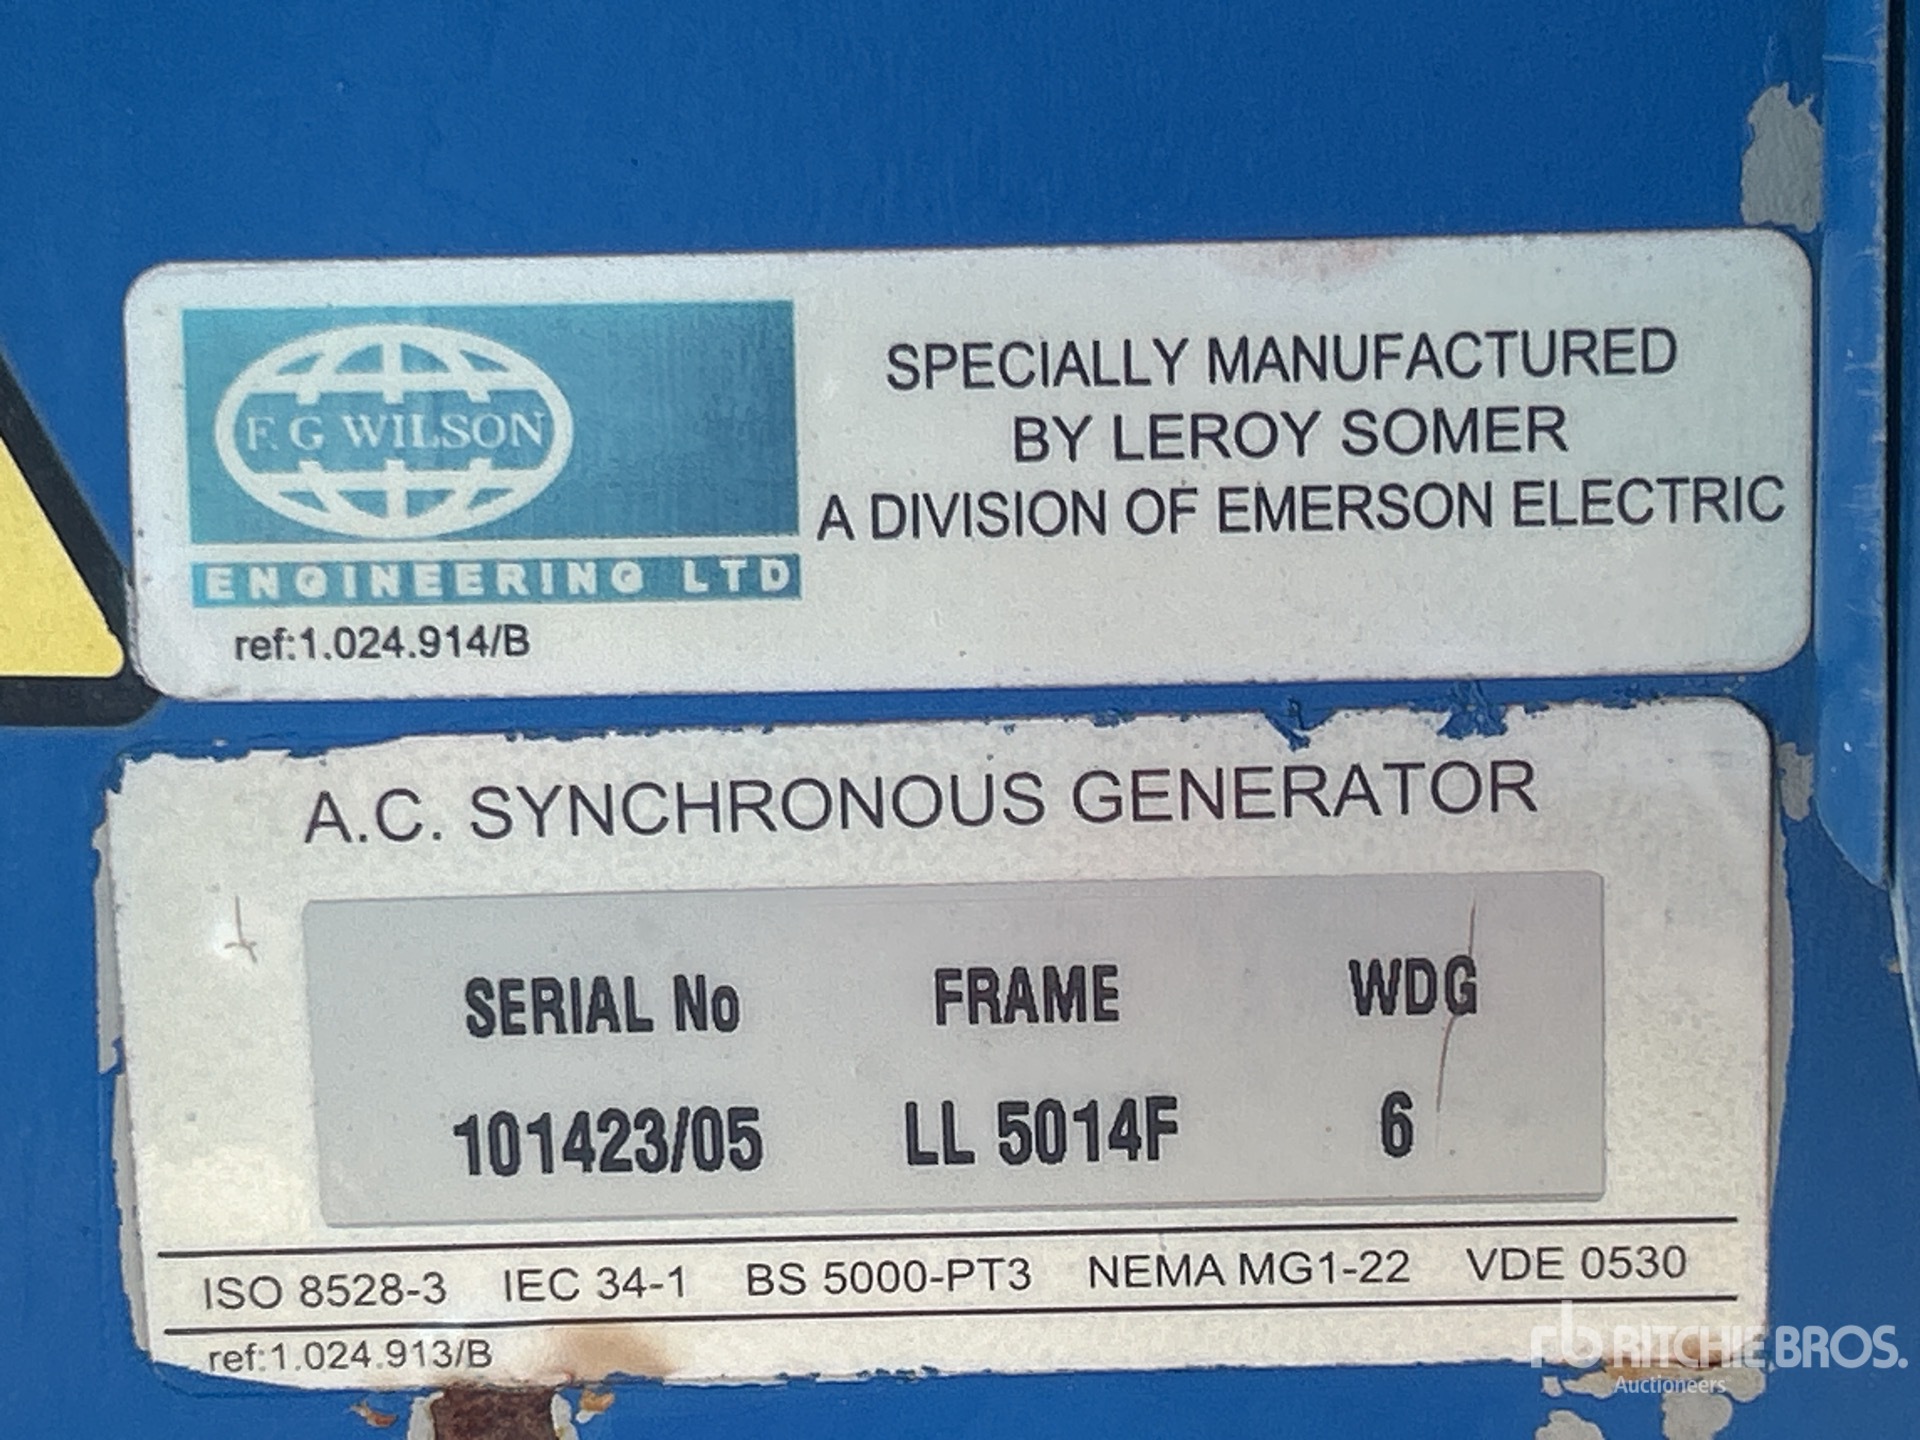 F. G WILSON
ENGINEERING LTD
ref:1.024.914/B
SPECIALLY MANUFACTURED
BY LEROY SOMER
A DIVISION OF EMERSON ELECTRIC
A.C. SYNCHRONOUS GENERATOR
SERIAL No FRAME WDG
101423/05 LL 5014F 6
ISO 8528-3 IEC 34-1 BS 5000-PT3 NEMA MG1-22 VDE 0530
ref:1.024.913/B
rb RITCHIE BROS.
Auctioneers